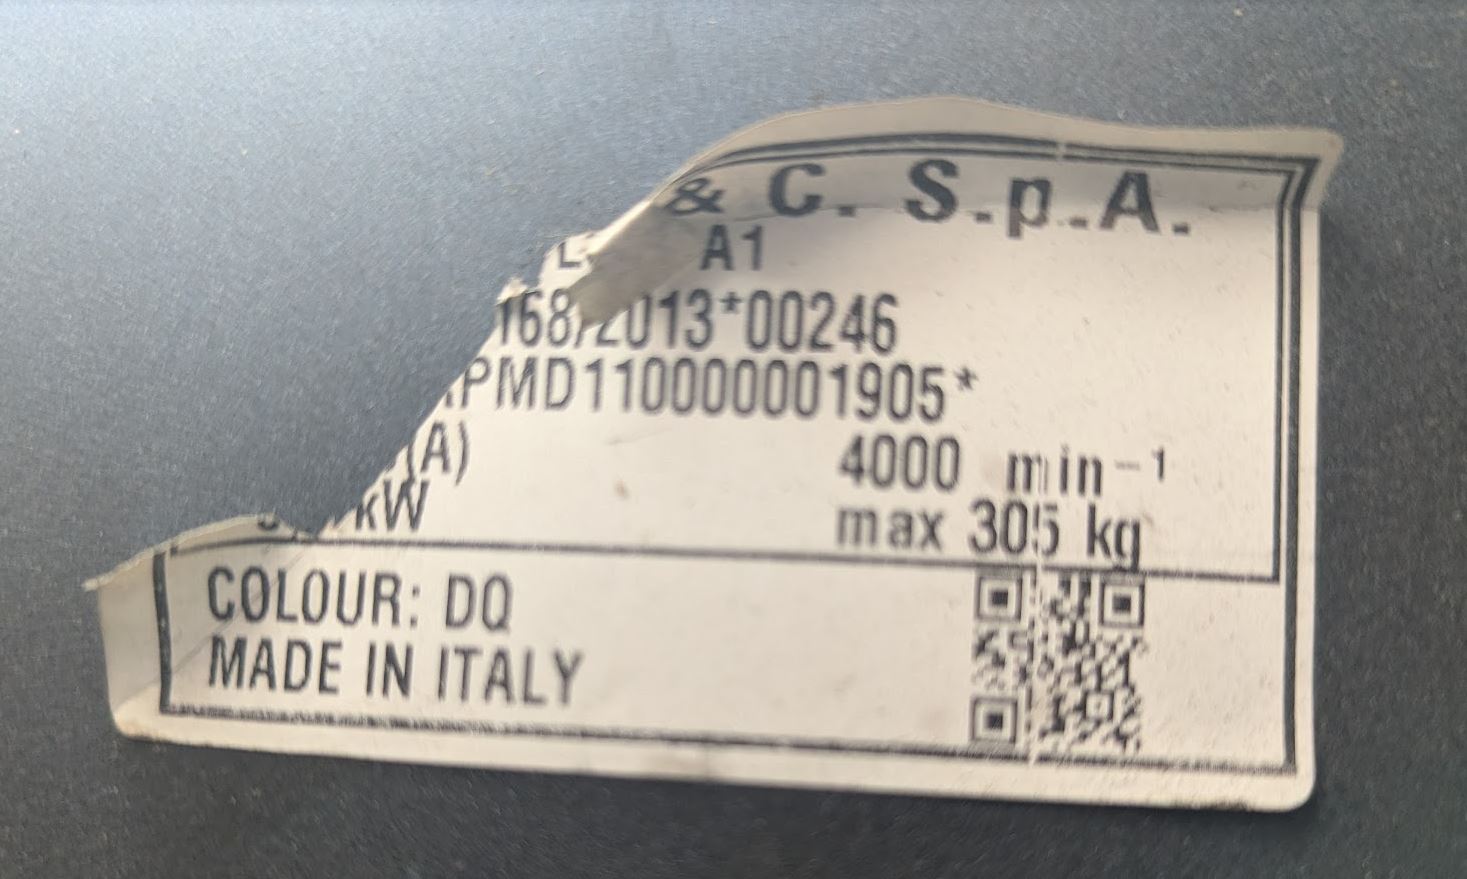 & C. S.p.A.
A1
168/2013*00246
PMD110000001905*
(A) 4000 min-1
kW max 305 kg
COLOUR: DQ
MADE IN ITALY